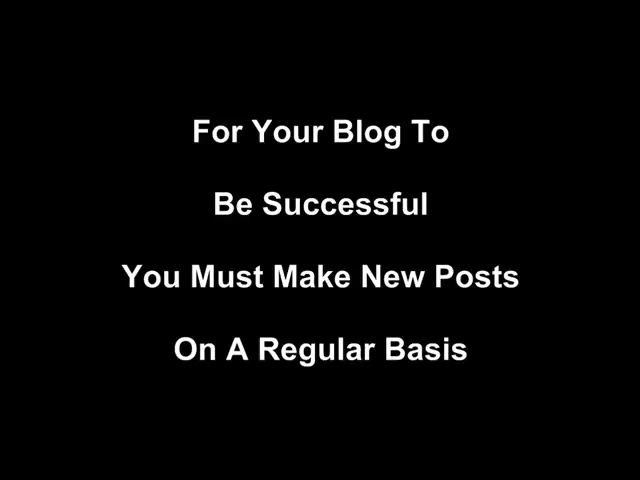 For Your Blog To
Be Successful
You Must Make New Posts
On A Regular Basis